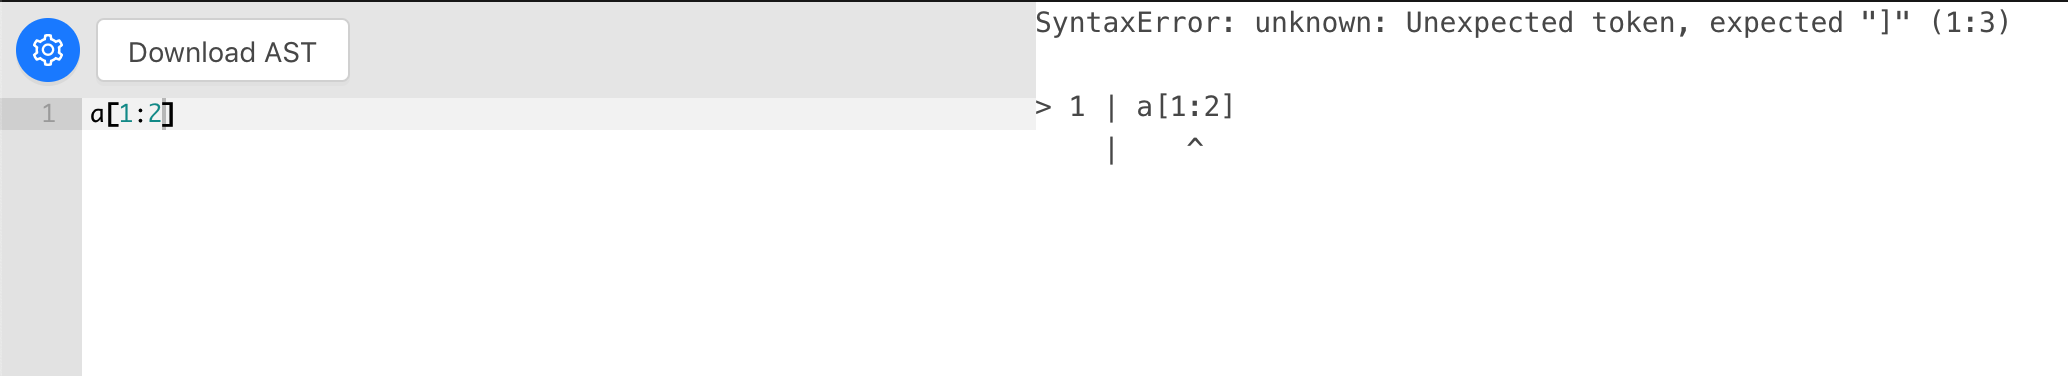 Download AST
1 a[1:2]
SyntaxError: unknown: Unexpected token, expected "]" (1:3)
> 1 | a[1:2]
| ^